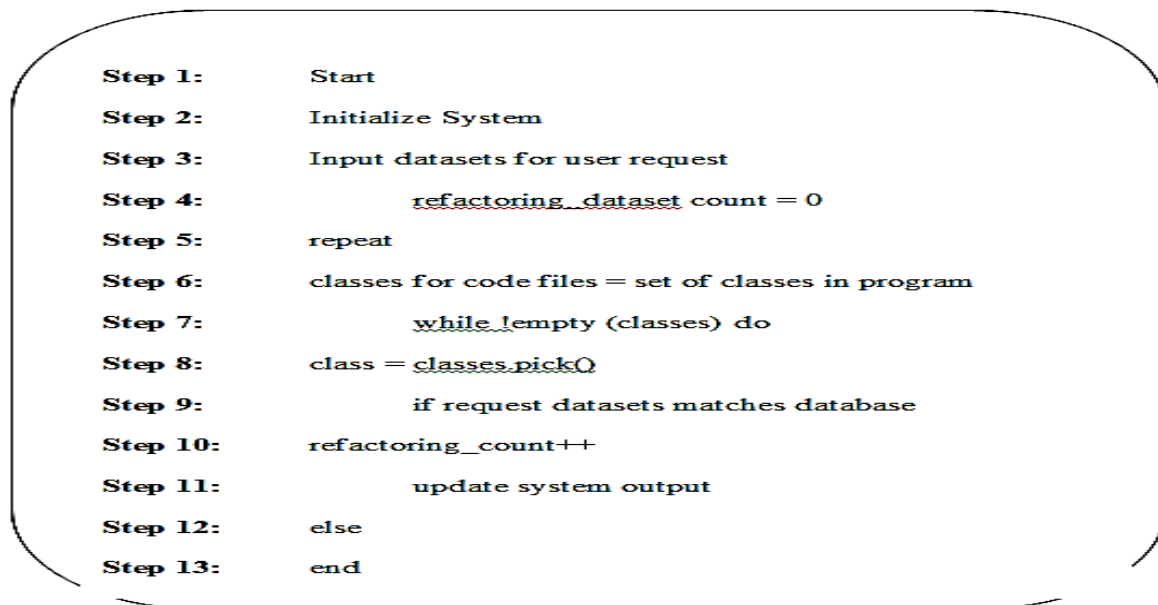 Step 1: Start
Step 2: Initialize System
Step 3: Input datasets for user request
Step 4: refactoring_dataset count = 0
Step 5: repeat
Step 6: classes for code files = set of classes in program
Step 7: while !empty (classes) do
Step 8: class = classes.pick()
Step 9: if request datasets matches database
Step 10: refactoring_count++
Step 11: update system output
Step 12: else
Step 13: end